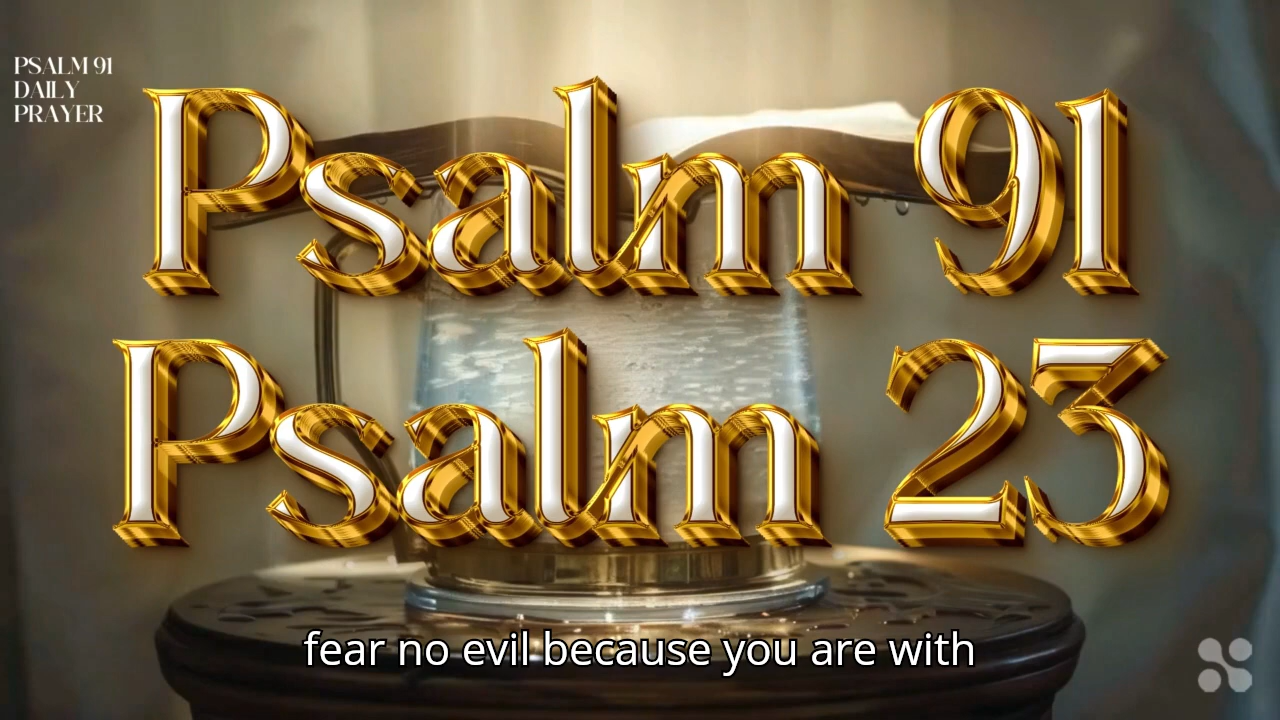 PSALM 91
DAILY
PRAYER
Psalm 91
Psalm 23
fear no evil because you are with